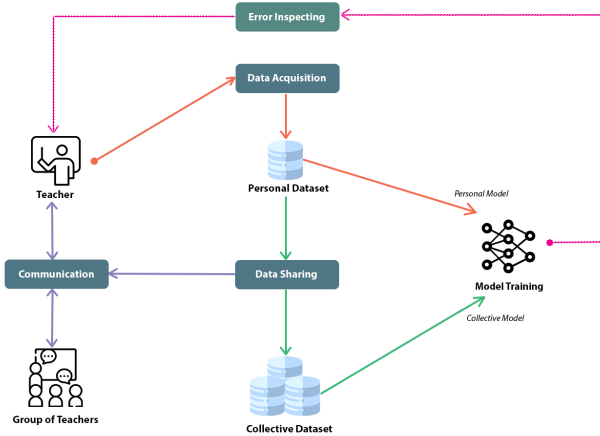 Error Inspecting
Data Acquisition
Teacher
Personal Dataset
Personal Model
Communication
Data Sharing
Model Training
Collective Model
Group of Teachers
Collective Dataset